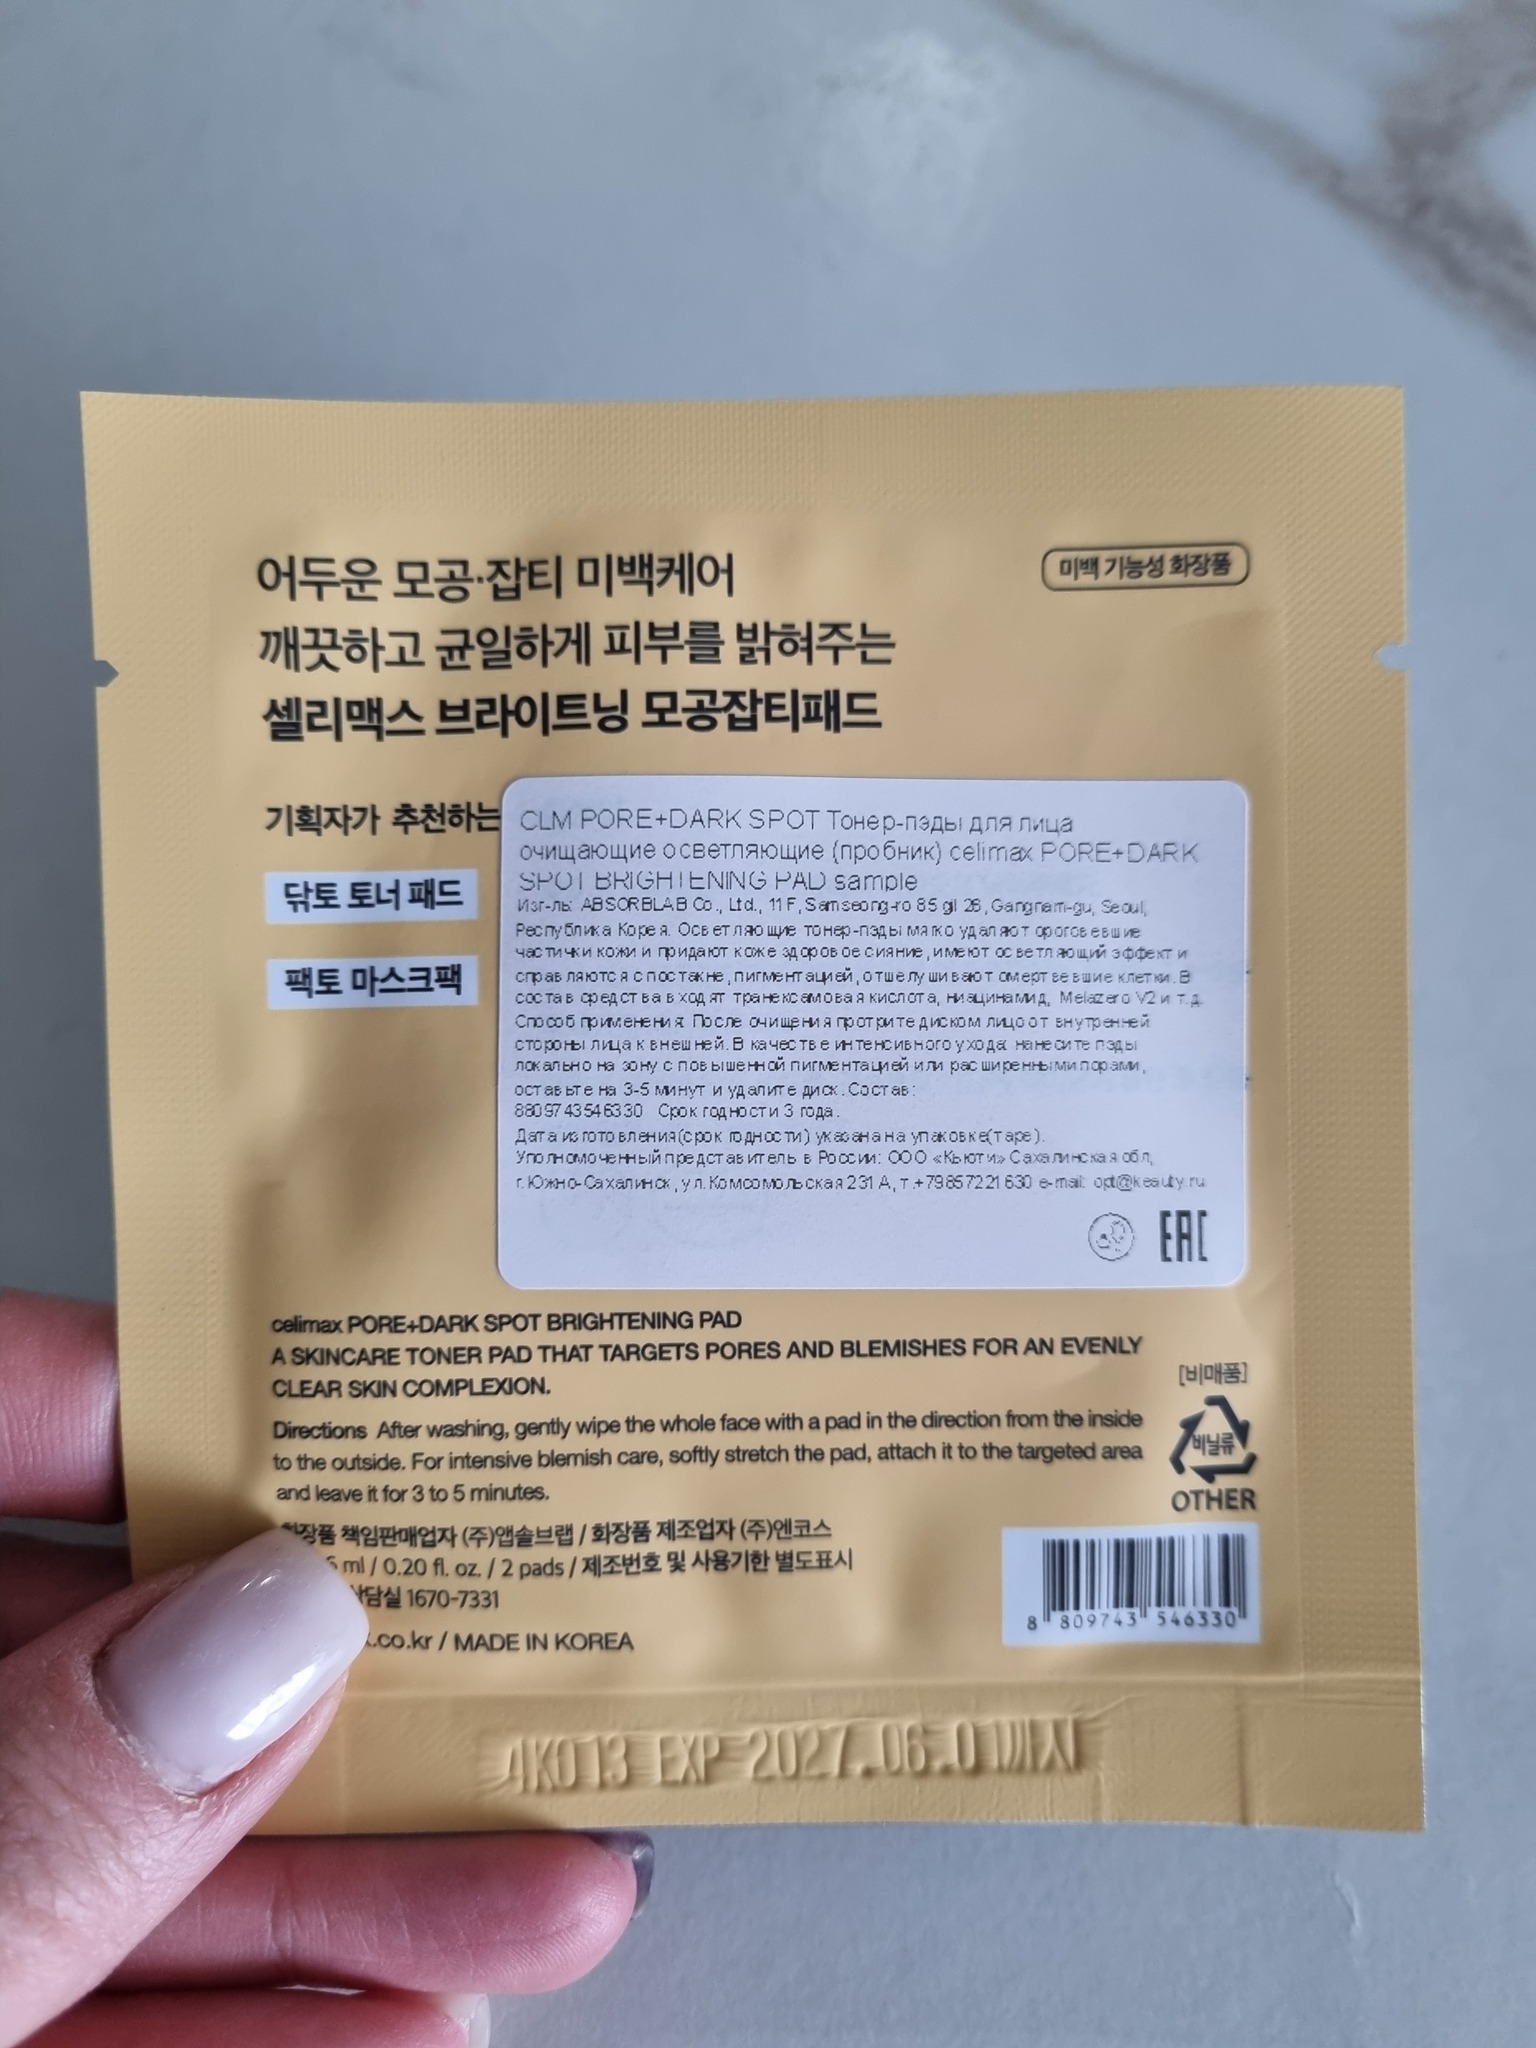 어두운 모공·잡티 미백케어
미백 기능성 화장품
깨끗하고 균일하게 피부를 밝혀주는
셀리맥스 브라이트닝 모공잡티패드
기획자가 추천하는
닦토 토너 패드
팩토 마스크팩
CLM PORE+DARK SPOT Тонер-пэды для лица
очищающие осветляющие (пробник) celimax PORE+DARK
SPOT BRIGHTENING PAD sample
Изг-ль: ABSORBLAB Co., Ltd., 11F, Samseong-ro 85 gil 26, Gangnam-gu, Seoul,
Республика Корея. Осветляющие тонер-пэды мягко удаляют ороговевшие
частички кожи и придают коже здоровое сияние, имеют осветляющий эффект и
справляются с постакне, пигментацией, отшелушивают омертвевшие клетки. В
состав средства входят транексамовая кислота, ниацинамид, Melazero V2 и т.д.
Способ применения: После очищения протрите диском лицо от внутренней
стороны лица к внешней. В качестве интенсивного ухода: нанесите пэды
локально на зону с повышенной пигментацией или расширенными порами,
оставьте на 3-5 минут и удалите диск. Состав:
8809743546330 Срок годности 3 года.
Дата изготовления(срок годности) указана на упаковке(таре).
Уполномоченный представитель в России: ООО «Кьюти» Сахалинская обл,
г.Южно-Сахалинск, ул.Комсомольская 231А, т.+79857221630 e-mail: opt@keauty.ru
EAC
celimax PORE+DARK SPOT BRIGHTENING PAD
A SKINCARE TONER PAD THAT TARGETS PORES AND BLEMISHES FOR AN EVENLY
CLEAR SKIN COMPLEXION.
[비매품]
비닐류
OTHER
Directions After washing, gently wipe the whole face with a pad in the direction from the inside
to the outside. For intensive blemish care, softly stretch the pad, attach it to the targeted area
and leave it for 3 to 5 minutes.
화장품 책임판매업자 (주)앱솔브랩 / 화장품 제조업자 (주)엔코스
6 ml / 0.20 fl. oz. / 2 pads / 제조번호 및 사용기한 별도표시
상담실 1670-7331
.co.kr / MADE IN KOREA
8 809743 546330
4K013 EXP 2027.06.01까지